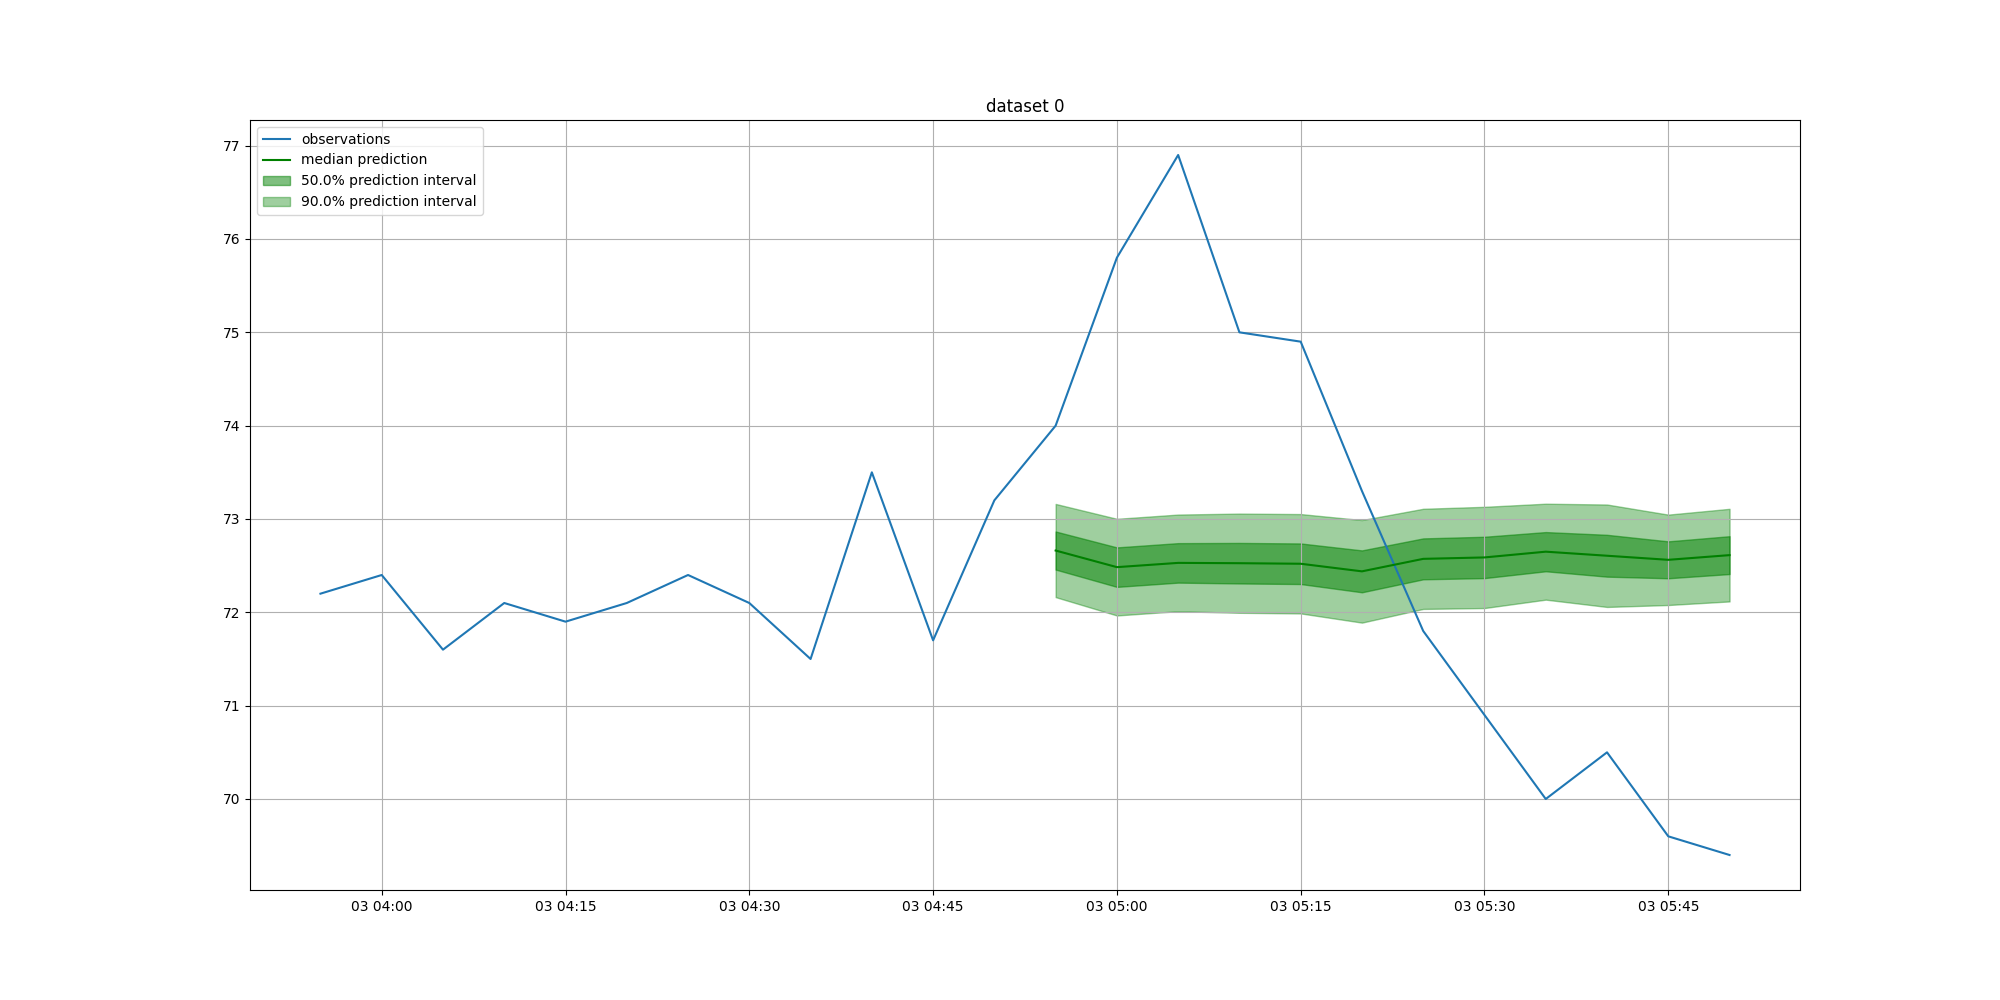 dataset 0
observations
median prediction
50.0% prediction interval
90.0% prediction interval
77
76
75
74
73
72
71
70
03 04:00 03 04:15 03 04:30 03 04:45 03 05:00 03 05:15 03 05:30 03 05:45